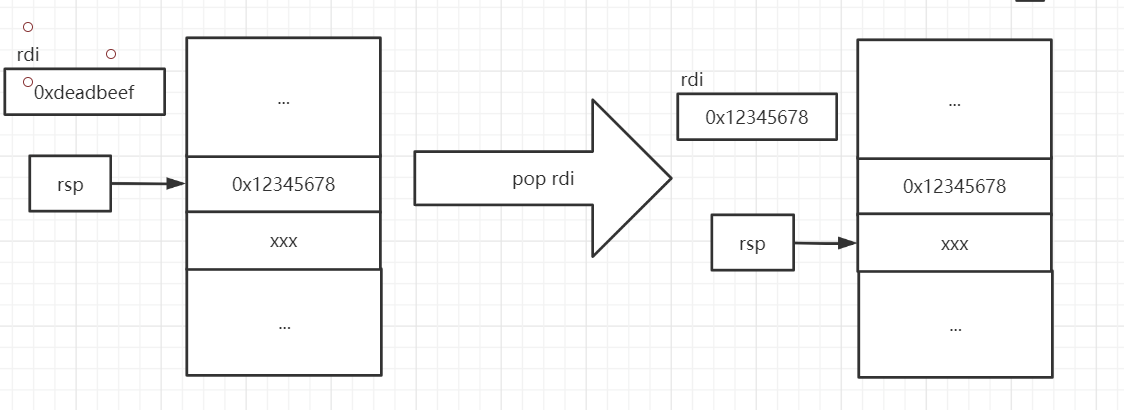 rdi
0xdeadbeef
...
rsp
0x12345678
xxx
...
pop rdi
rdi
0x12345678
...
0x12345678
rsp
xxx
...